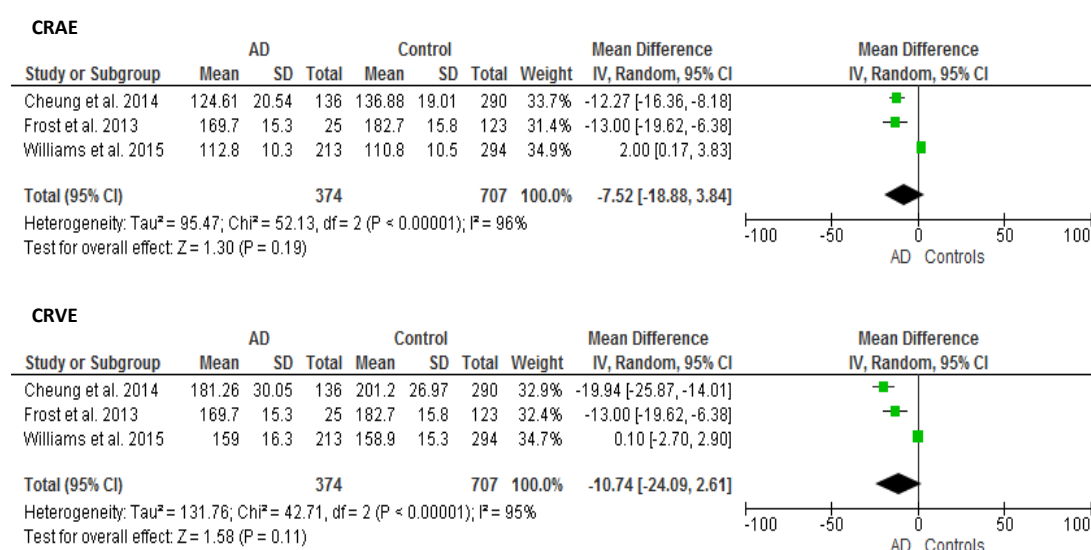 CRAE
AD Control Mean Difference Mean Difference
Study or Subgroup Mean SD Total Mean SD Total Weight IV, Random, 95% CI IV, Random, 95% CI
Cheung et al. 2014 124.61 20.54 136 136.88 19.01 290 33.7% -12.27 [-16.36, -8.18]
Frost et al. 2013 169.7 15.3 25 182.7 15.8 123 31.4% -13.00 [-19.62, -6.38]
Williams et al. 2015 112.8 10.3 213 110.8 10.5 294 34.9% 2.00 [0.17, 3.83]
Total (95% CI) 374 707 100.0% -7.52 [-18.88, 3.84]
Heterogeneity: Tau² = 95.47; Chi² = 52.13, df = 2 (P < 0.00001); I² = 96%
Test for overall effect: Z = 1.30 (P = 0.19)
-100 -50 0 50 100
AD Controls
CRVE
AD Control Mean Difference Mean Difference
Study or Subgroup Mean SD Total Mean SD Total Weight IV, Random, 95% CI IV, Random, 95% CI
Cheung et al. 2014 181.26 30.05 136 201.2 26.97 290 32.9% -19.94 [-25.87, -14.01]
Frost et al. 2013 169.7 15.3 25 182.7 15.8 123 32.4% -13.00 [-19.62, -6.38]
Williams et al. 2015 159 16.3 213 158.9 15.3 294 34.7% 0.10 [-2.70, 2.90]
Total (95% CI) 374 707 100.0% -10.74 [-24.09, 2.61]
Heterogeneity: Tau² = 131.76; Chi² = 42.71, df = 2 (P < 0.00001); I² = 95%
Test for overall effect: Z = 1.58 (P = 0.11)
-100 -50 0 50 100
AD Controls